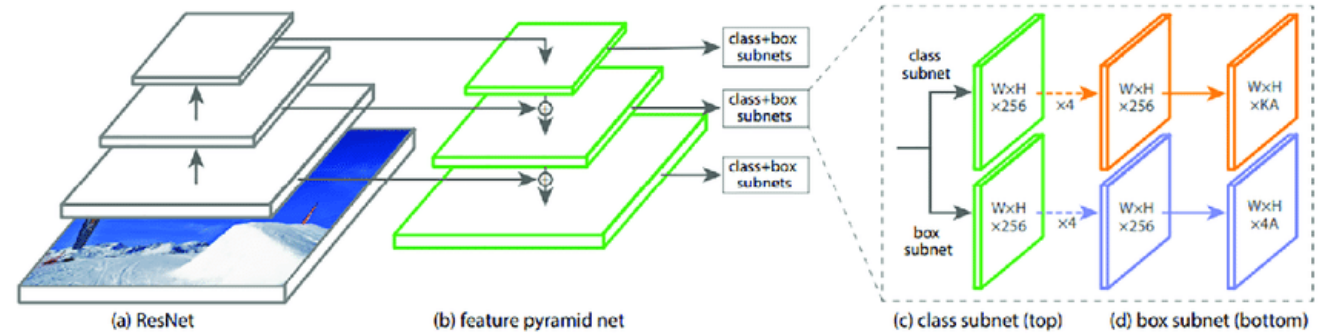 class+box
subnets
class+box
subnets
class+box
subnets
class
subnet
W×H
×256
×4
W×H
×256
W×H
×KA
box
subnet
W×H
×256
×4
W×H
×256
W×H
×4A
(a) ResNet
(b) feature pyramid net
(c) class subnet (top)
(d) box subnet (bottom)